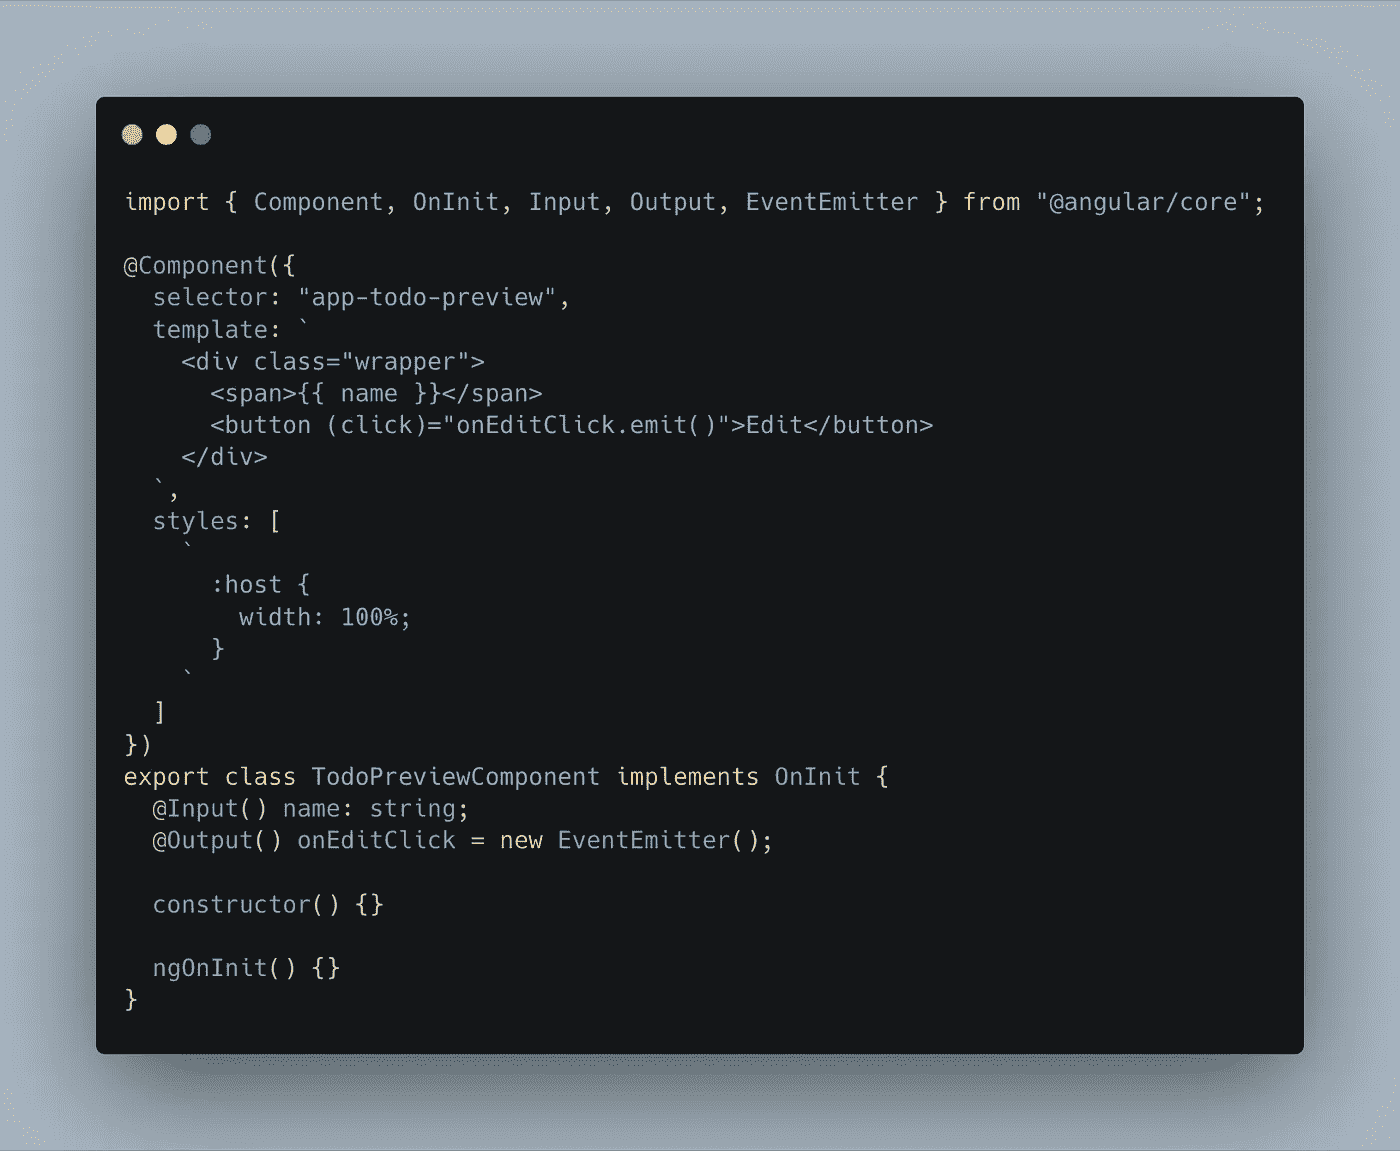 import { Component, OnInit, Input, Output, EventEmitter } from "@angular/core";

@Component({
  selector: "app-todo-preview",
  template: `
    <div class="wrapper">
      <span>{{ name }}</span>
      <button (click)="onEditClick.emit()">Edit</button>
    </div>
  `,
  styles: [
    `
      :host {
        width: 100%;
      }
    `
  ]
})
export class TodoPreviewComponent implements OnInit {
  @Input() name: string;
  @Output() onEditClick = new EventEmitter();

  constructor() {}

  ngOnInit() {}
}